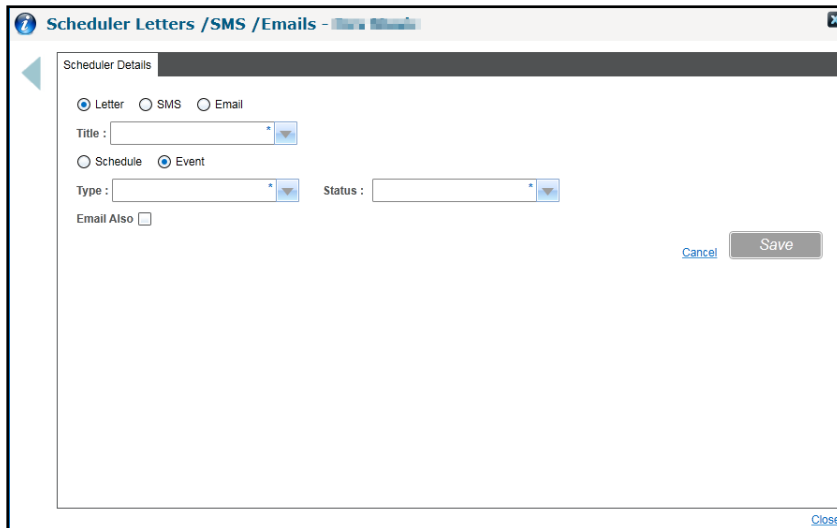 Scheduler Letters /SMS /Emails -
Scheduler Details
Letter SMS Email
Title : *
Schedule Event
Type : * Status : *
Email Also
Cancel Save
Close